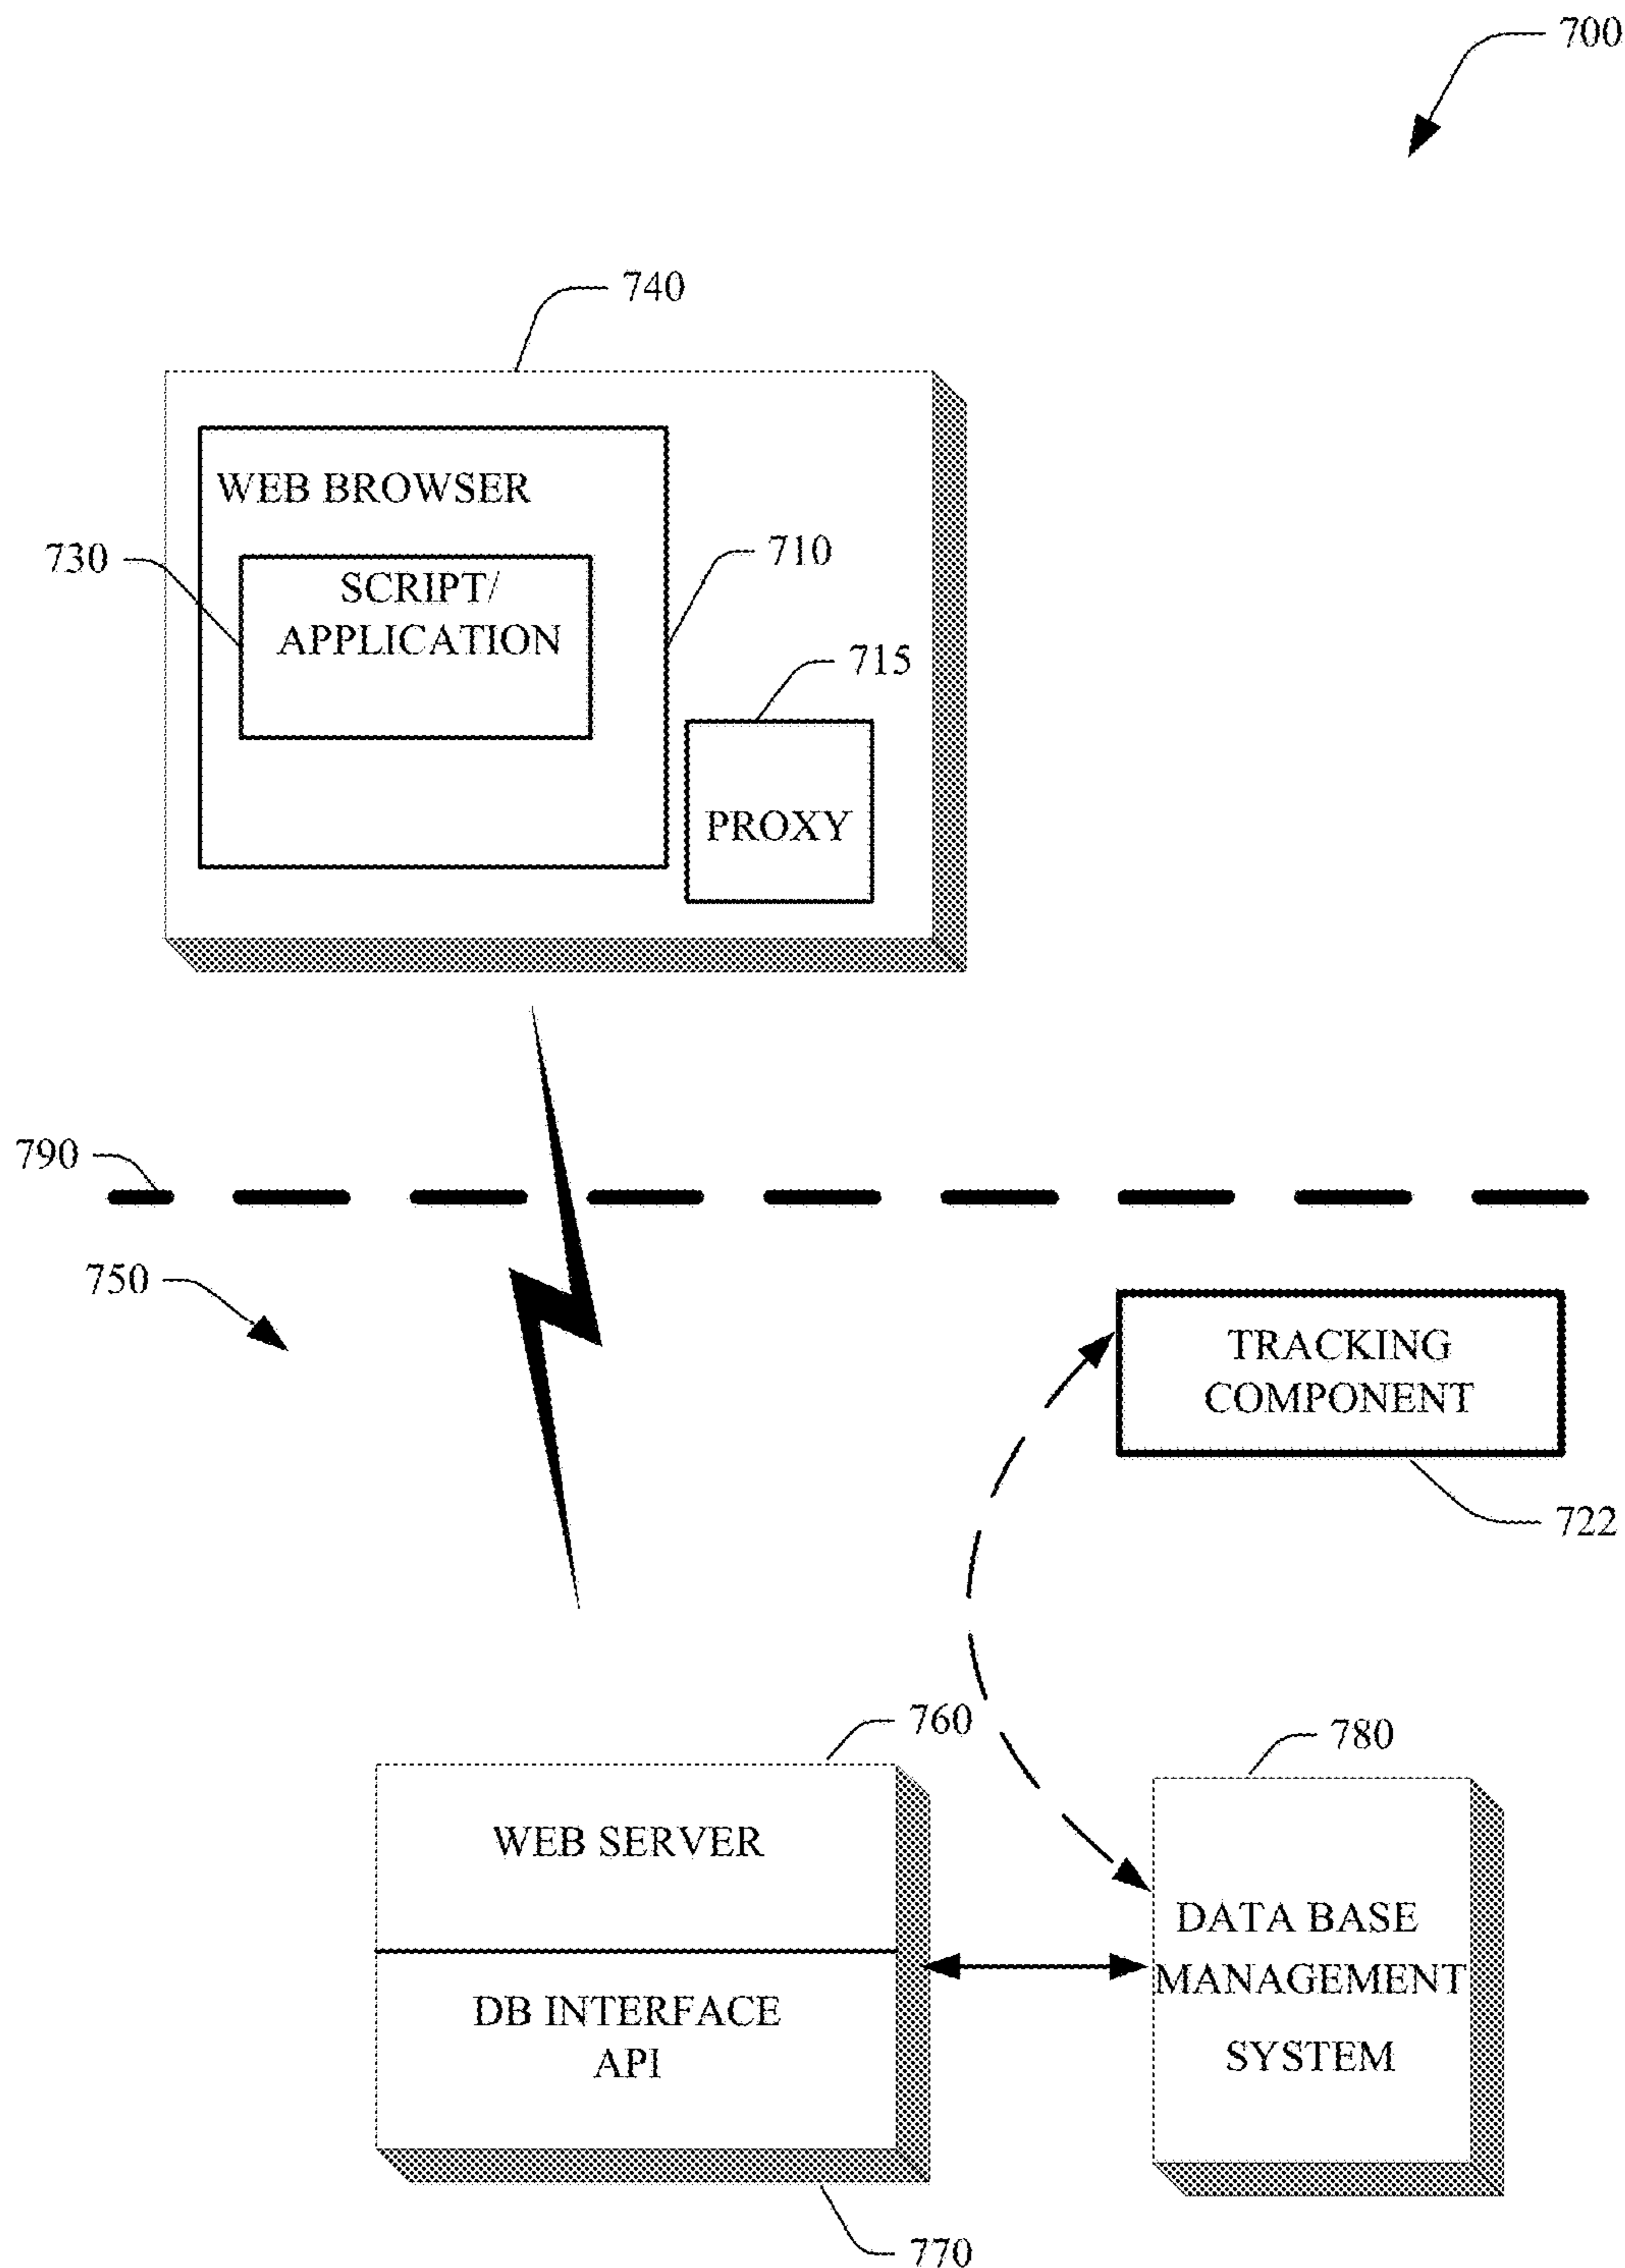 700
740
WEB BROWSER
730
710
SCRIPT/
APPLICATION
715
PROXY
790
750
TRACKING
COMPONENT
722
760
780
WEB SERVER
DATA BASE
MANAGEMENT
SYSTEM
DB INTERFACE
API
770